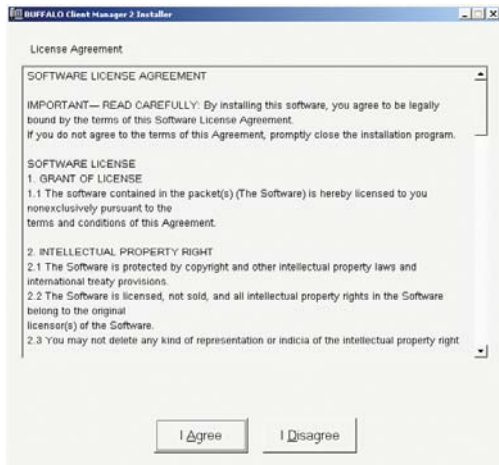 BUFFALO Client Manager 2 Installer
License Agreement
SOFTWARE LICENSE AGREEMENT
IMPORTANT— READ CAREFULLY: By installing this software, you agree to be legally
bound by the terms of this Software License Agreement.
If you do not agree to the terms of this Agreement, promptly close the installation program.
SOFTWARE LICENSE
1. GRANT OF LICENSE
1.1 The software contained in the packet(s) (The Software) is hereby licensed to you
nonexclusively pursuant to the
terms and conditions of this Agreement.
2. INTELLECTUAL PROPERTY RIGHT
2.1 The Software is protected by copyright and other intellectual property laws and
international treaty provisions.
2.2 The Software is licensed, not sold, and all intellectual property rights in the Software
belong to the original
licensor(s) of the Software.
2.3 You may not delete any kind of representation or indicia of the intellectual property right
I Agree
I Disagree